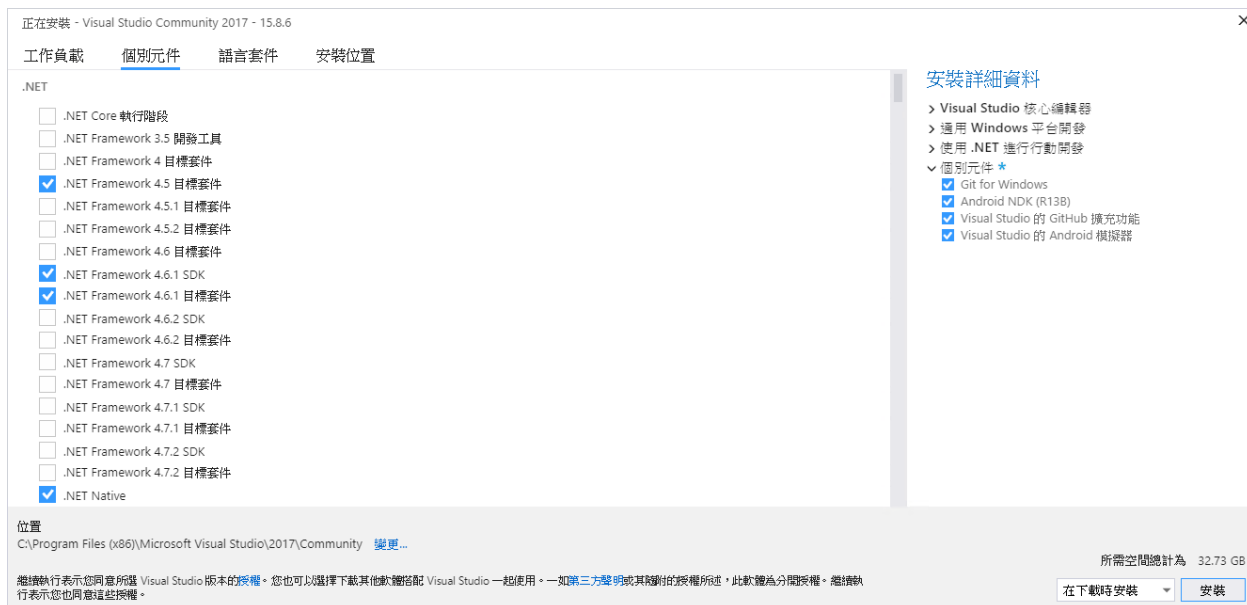 正在安裝 - Visual Studio Community 2017 - 15.8.6
工作負載 個別元件 語言套件 安裝位置
.NET
.NET Core 執行階段
.NET Framework 3.5 開發工具
.NET Framework 4 目標套件
.NET Framework 4.5 目標套件
.NET Framework 4.5.1 目標套件
.NET Framework 4.5.2 目標套件
.NET Framework 4.6 目標套件
.NET Framework 4.6.1 SDK
.NET Framework 4.6.1 目標套件
.NET Framework 4.6.2 SDK
.NET Framework 4.6.2 目標套件
.NET Framework 4.7 SDK
.NET Framework 4.7 目標套件
.NET Framework 4.7.1 SDK
.NET Framework 4.7.1 目標套件
.NET Framework 4.7.2 SDK
.NET Framework 4.7.2 目標套件
.NET Native
安裝詳細資料
Visual Studio 核心編輯器
通用 Windows 平台開發
使用 .NET 進行行動開發
個別元件 *
Git for Windows
Android NDK (R13B)
Visual Studio 的 GitHub 擴充功能
Visual Studio 的 Android 模擬器
位置
C:\Program Files (x86)\Microsoft Visual Studio\2017\Community 變更...
所需空間總計為 32.73 GB
繼續執行表示您同意所選 Visual Studio 版本的授權。您也可以選擇下載其他軟體搭配 Visual Studio 一起使用。一如第三方聲明或其隨附的授權所述，此軟體為分開授權。繼續執
行表示您也同意這些授權。
在下載時安裝 安裝